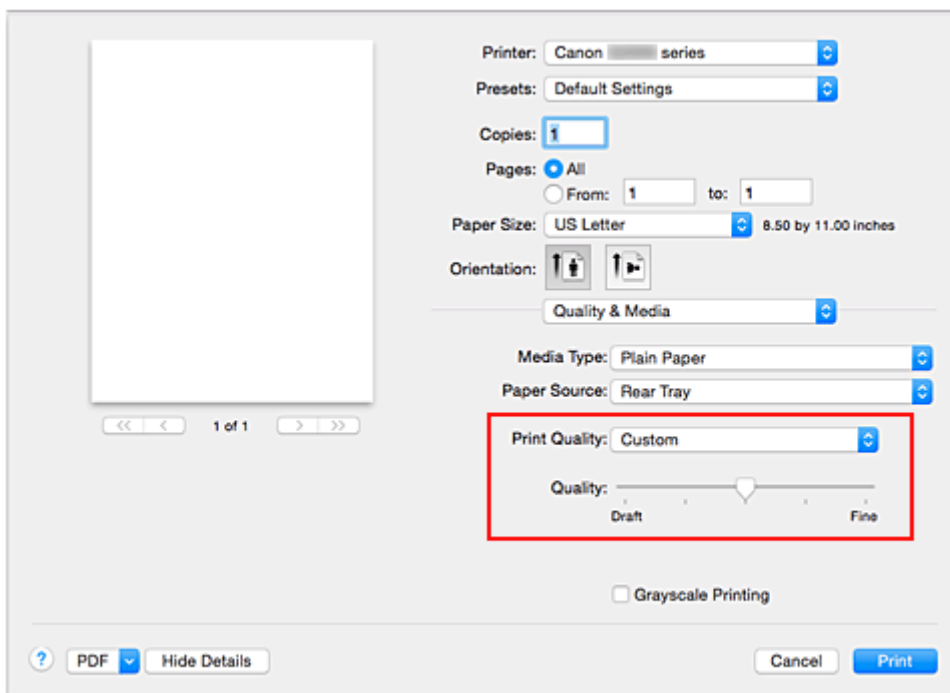 Printer: Canon series
Presets: Default Settings
Copies: 1
Pages: All
From: 1 to: 1
Paper Size: US Letter 8.50 by 11.00 inches
Orientation:
Quality & Media
Media Type: Plain Paper
Paper Source: Rear Tray
<< < 1 of 1 > >>
Print Quality: Custom
Quality:
Draft Fine
Grayscale Printing
? PDF Hide Details Cancel Print